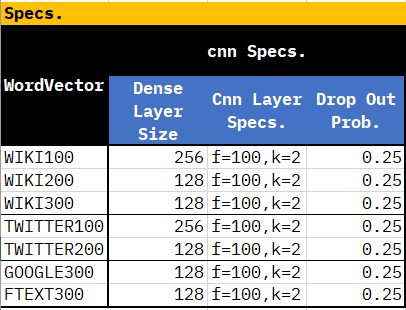 Specs.
WordVector
cnn Specs.
Dense
Layer
Size
Cnn Layer
Specs.
Drop Out
Prob.
WIKI100 256 f=100,k=2 0.25
WIKI200 128 f=100,k=2 0.25
WIKI300 128 f=100,k=2 0.25
TWITTER100 256 f=100,k=2 0.25
TWITTER200 128 f=100,k=2 0.25
GOOGLE300 128 f=100,k=2 0.25
FTEXT300 128 f=100,k=2 0.25